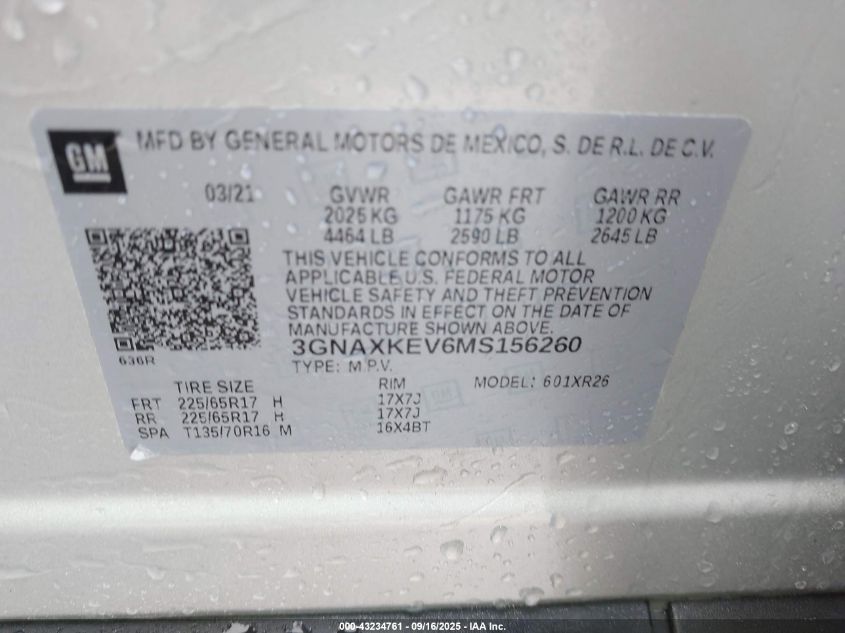 GM
MFD BY GENERAL MOTORS DE MEXICO, S. DE R.L. DE C.V.
03/21 GVWR GAWR FRT GAWR RR
2025 KG 1175 KG 1200 KG
4464 LB 2590 LB 2645 LB
THIS VEHICLE CONFORMS TO ALL
APPLICABLE U.S. FEDERAL MOTOR
VEHICLE SAFETY AND THEFT PREVENTION
STANDARDS IN EFFECT ON THE DATE OF
MANUFACTURE SHOWN ABOVE.
3GNAXKEV6MS156260
636R
TYPE: M.P.V.
MODEL: 601XR26
TIRE SIZE RIM
FRT 225/65R17 H 17X7J
RR 225/65R17 H 17X7J
SPA T135/70R16 M 16X4BT
000-43234761 - 09/16/2025 - IAA Inc.